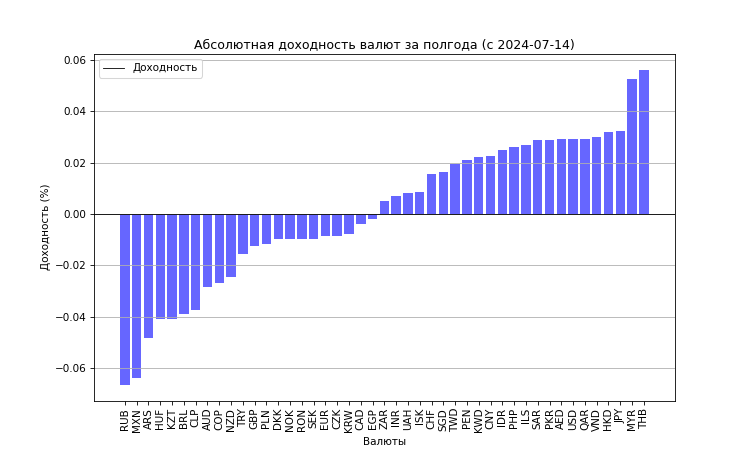 Абсолютная доходность валют за полгода (с 2024-07-14)
Доходность
0.06
0.04
0.02
0.00
−0.02
−0.04
−0.06
Доходность (%)
RUB
MXN
ARS
HUF
KZT
BRL
CLP
AUD
COP
NZD
TRY
GBP
PLN
DKK
NOK
RON
SEK
EUR
CZK
KRW
CAD
EGP
ZAR
INR
UAH
ISK
CHF
SGD
TWD
PEN
KWD
CNY
IDR
PHP
ILS
SAR
PKR
AED
USD
QAR
VND
HKD
JPY
MYR
THB
Валюты